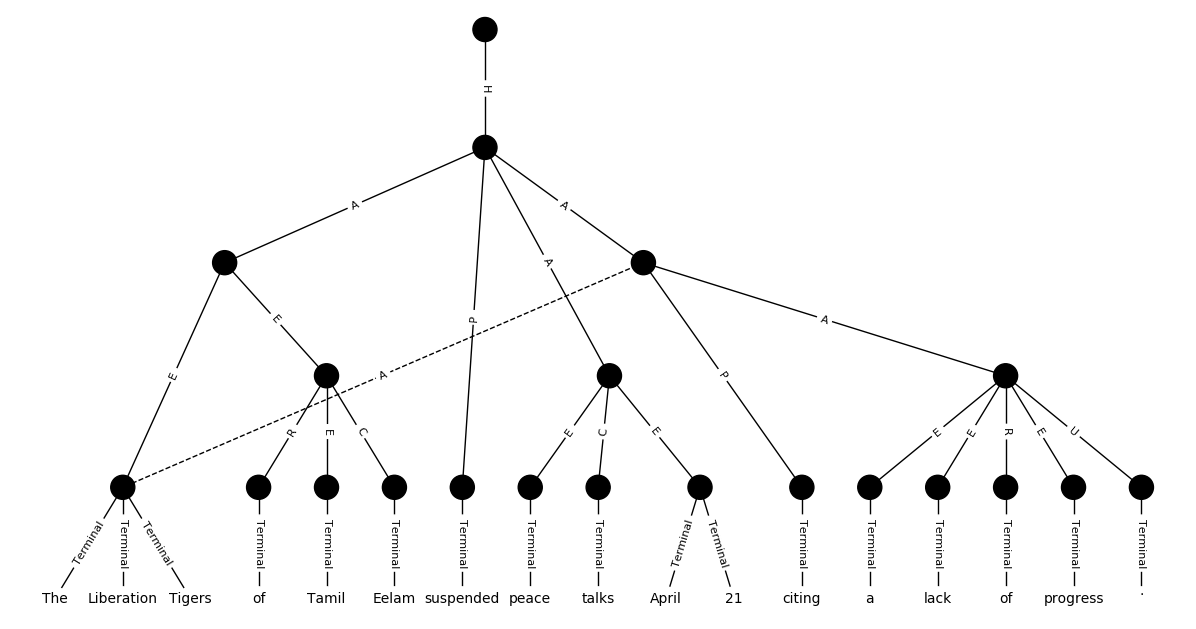 H
A A
A
E P
A
E A P A
R E C E C E E E R E U
Terminal Terminal Terminal Terminal Terminal Terminal Terminal Terminal Terminal Terminal Terminal Terminal Terminal Terminal Terminal Terminal Terminal
The Liberation Tigers of Tamil Eelam suspended peace talks April 21 citing a lack of progress .